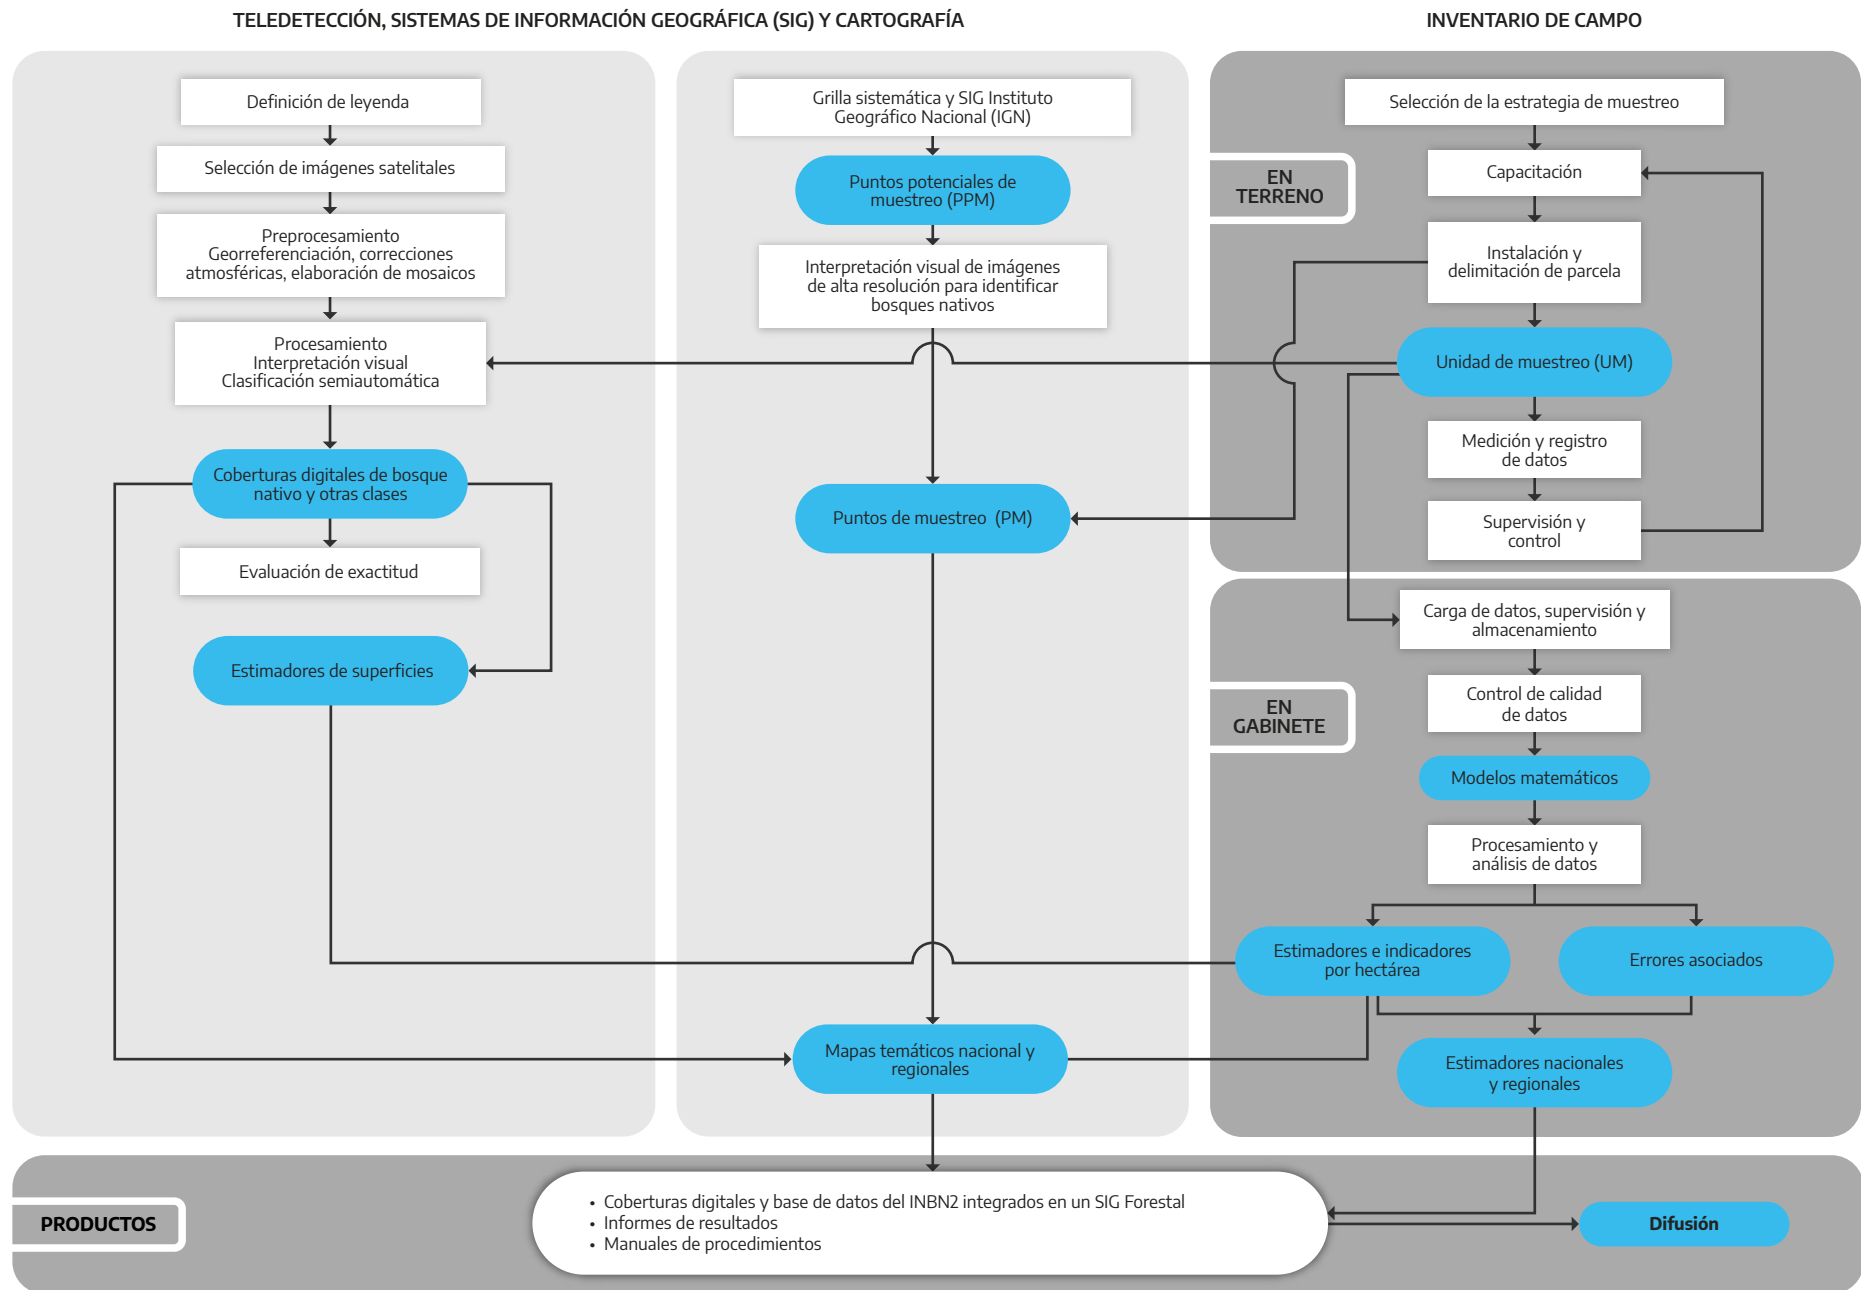 TELEDETECCIÓN, SISTEMAS DE INFORMACIÓN GEOGRÁFICA (SIG) Y CARTOGRAFÍA
INVENTARIO DE CAMPO
Definición de leyenda
Selección de imágenes satelitales
Preprocesamiento
Georreferenciación, correcciones
atmosféricas, elaboración de mosaicos
Procesamiento
Interpretación visual
Clasificación semiautomática
Coberturas digitales de bosque
nativo y otras clases
Evaluación de exactitud
Estimadores de superficies
Grilla sistemática y SIG Instituto
Geográfico Nacional (IGN)
Puntos potenciales de
muestreo (PPM)
Interpretación visual de imágenes
de alta resolución para identificar
bosques nativos
Puntos de muestreo (PM)
Mapas temáticos nacional y
regionales
EN
TERRENO
Selección de la estrategia de muestreo
Capacitación
Instalación y
delimitación de parcela
Unidad de muestreo (UM)
Medición y registro
de datos
Supervisión y
control
EN
GABINETE
Carga de datos, supervisión y
almacenamiento
Control de calidad
de datos
Modelos matemáticos
Procesamiento y
análisis de datos
Estimadores e indicadores
por hectárea
Errores asociados
Estimadores nacionales
y regionales
PRODUCTOS
• Coberturas digitales y base de datos del INBN2 integrados en un SIG Forestal
• Informes de resultados
• Manuales de procedimientos
Difusión